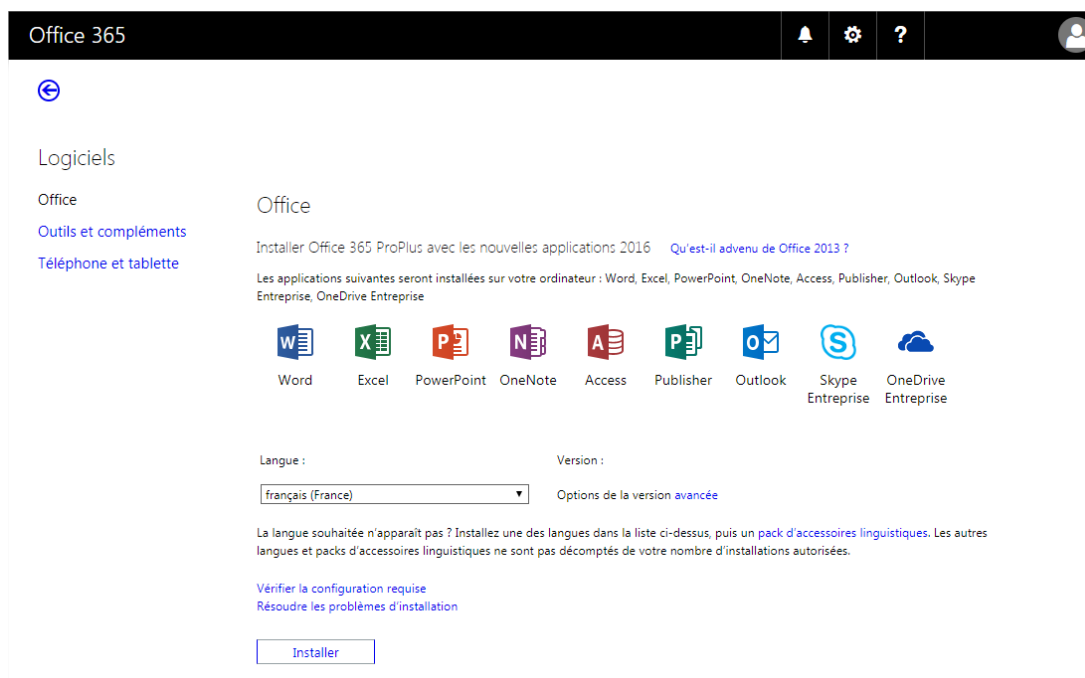 Office 365
?
Logiciels
Office
Outils et compléments
Téléphone et tablette
Office
Installer Office 365 ProPlus avec les nouvelles applications 2016 Qu'est-il advenu de Office 2013 ?
Les applications suivantes seront installées sur votre ordinateur : Word, Excel, PowerPoint, OneNote, Access, Publisher, Outlook, Skype
Entreprise, OneDrive Entreprise
Word Excel PowerPoint OneNote Access Publisher Outlook Skype Entreprise OneDrive Entreprise
Langue :
Version :
français (France)
Options de la version avancée
La langue souhaitée n'apparaît pas ? Installez une des langues dans la liste ci-dessus, puis un pack d'accessoires linguistiques. Les autres
langues et packs d'accessoires linguistiques ne sont pas décomptés de votre nombre d'installations autorisées.
Vérifier la configuration requise
Résoudre les problèmes d'installation
Installer